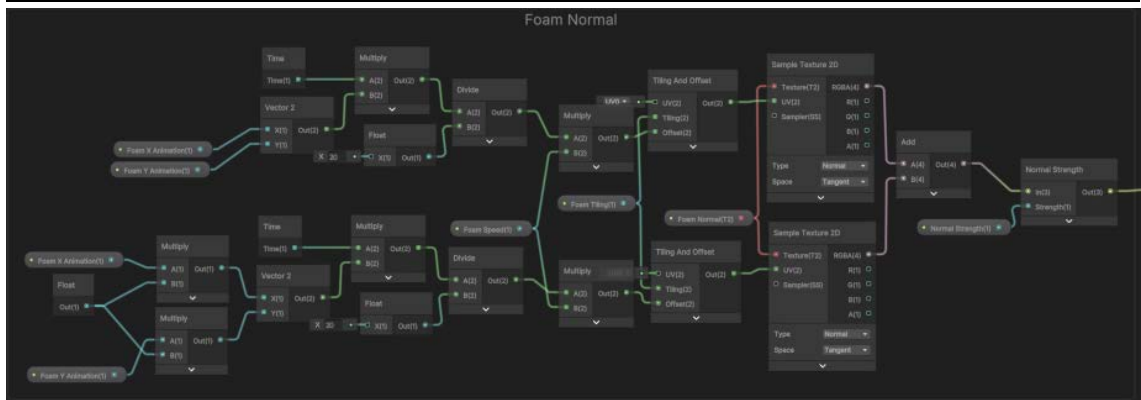 Foam Normal
Time
Time(1)
Multiply
A(2) Out(2)
B(2)
Vector 2
X(1) Out(2)
Y(1)
Foam X Animation(1)
Foam Y Animation(1)
Divide
A(2) Out(2)
B(2)
Float
X 20 X(1) Out(1)
Multiply
A(2) Out(2)
B(2)
Tiling And Offset
UV0 UV(2) Out(2)
Tiling(2)
Offset(2)
Foam Tiling(1)
Foam Speed(1)
Foam Normal(T2)
Sample Texture 2D
Texture(T2) RGBA(4)
UV(2) R(1)
Sampler(SS) G(1)
B(1)
A(1)
Type Normal
Space Tangent
Add
A(4) Out(4)
B(4)
Normal Strength
In(3) Out(3)
Strength(1)
Normal Strength(1)
Foam X Animation(1)
Float
Out(1)
Foam Y Animation(1)
Multiply
A(1) Out(1)
B(1)
Multiply
A(1) Out(1)
B(1)
Time
Time(1)
Vector 2
X(1) Out(2)
Y(1)
Multiply
A(2) Out(2)
B(2)
Float
X 20 X(1) Out(1)
Divide
A(2) Out(2)
B(2)
Multiply
A(2) Out(2)
B(2)
Tiling And Offset
UV(2) Out(2)
Tiling(2)
Offset(2)
Sample Texture 2D
Texture(T2) RGBA(4)
UV(2) R(1)
Sampler(SS) G(1)
B(1)
A(1)
Type Normal
Space Tangent